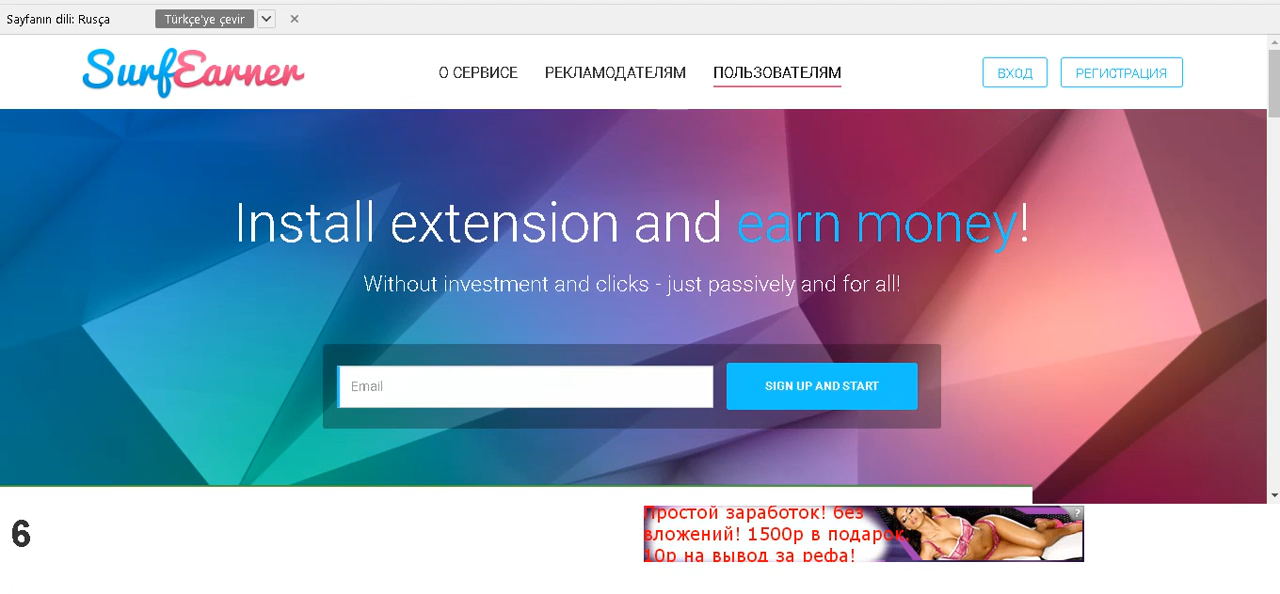 Sayfanın dili: Rusça
Türkçe'ye çevir
SurfEarner
О СЕРВИСЕ
РЕКЛАМОДАТЕЛЯМ
ПОЛЬЗОВАТЕЛЯМ
ВХОД
РЕГИСТРАЦИЯ
Install extension and earn money!
Without investment and clicks - just passively and for all!
Email
SIGN UP AND START
6
Простой заработок! без
вложений! 1500р в подарок,
10р на вывод за рефа!
?